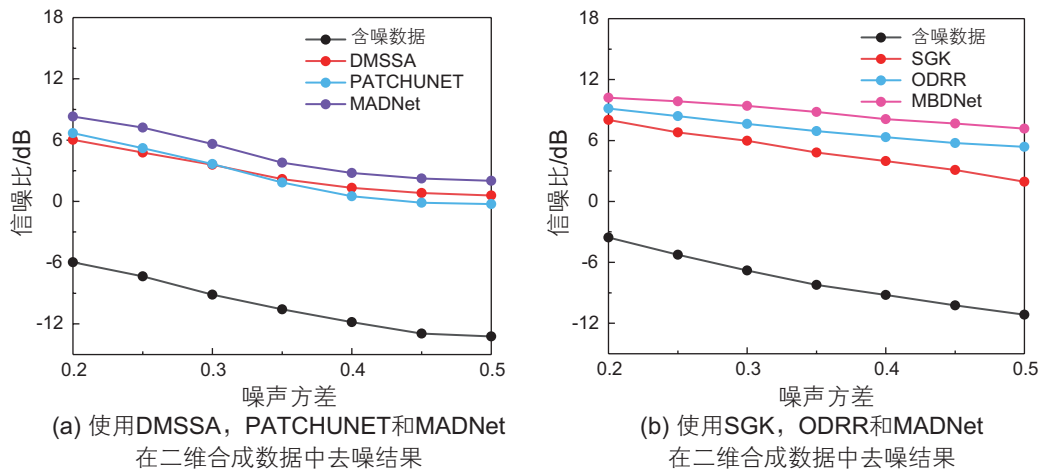 18
12
6
0
-6
-12
信噪比/dB
含噪数据
DMSSA
PATCHUNET
MADNet
0.2
0.3
0.4
0.5
噪声方差
(a) 使用DMSSA，PATCHUNET和MADNet
在二维合成数据中去噪结果
18
12
6
0
-6
-12
信噪比/dB
含噪数据
SGK
ODRR
MBDNet
0.2
0.3
0.4
0.5
噪声方差
(b) 使用SGK，ODRR和MADNet
在二维合成数据中去噪结果